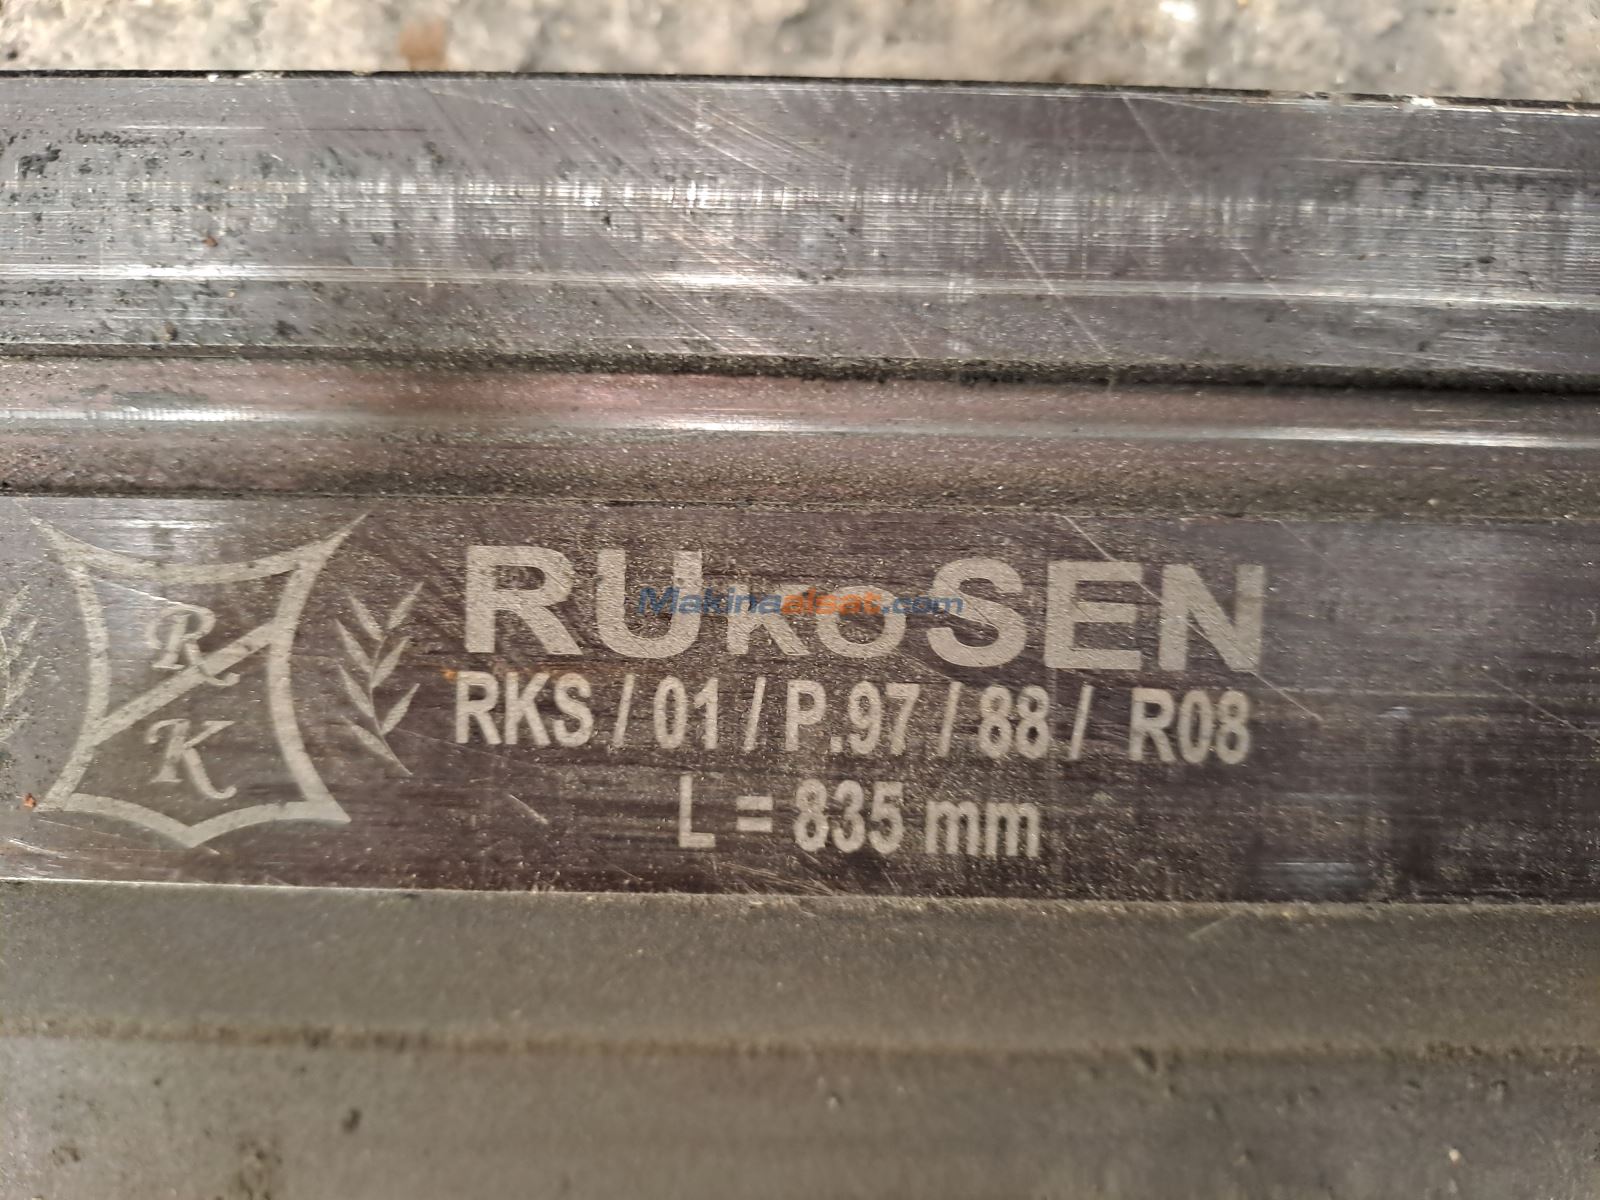 RUKOSEN
Makinaalsat.com
R
K
RKS / 01 / P.97 / 88 / R08
L = 835 mm